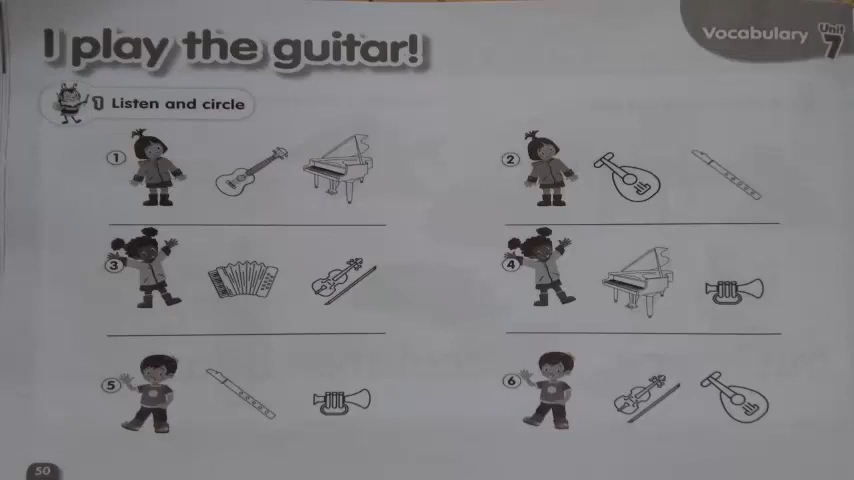 Vocabulary Unit 7
I play the guitar!
1 Listen and circle
1
2
3
4
5
6
50